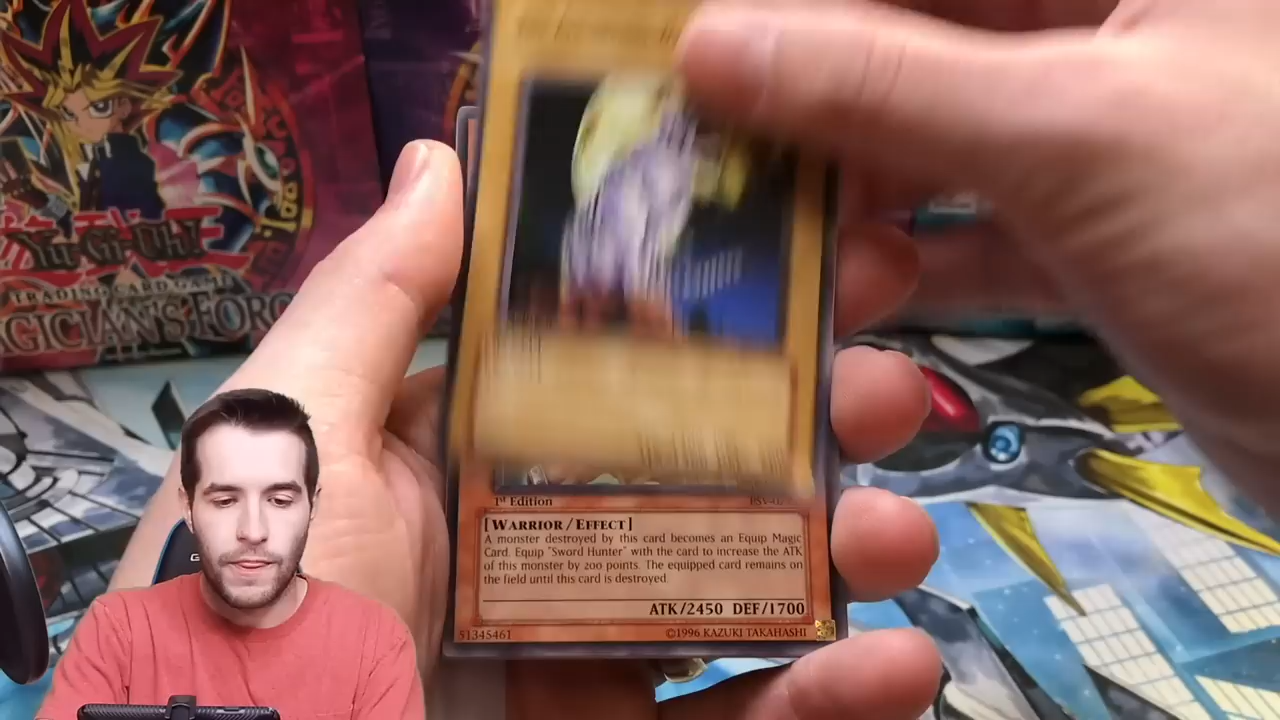 Yu-Gi-Oh!
TRADING CARD GAME
MAGICIAN'S FORC
1st Edition
[WARRIOR/EFFECT]
A monster destroyed by this card becomes an Equip Magic
Card. Equip "Sword Hunter" with the card to increase the ATK
of this monster by 200 points. The equipped card remains on
the field until this card is destroyed.
ATK/2450 DEF/1700
51345461
©1996 KAZUKI TAKAHASHI